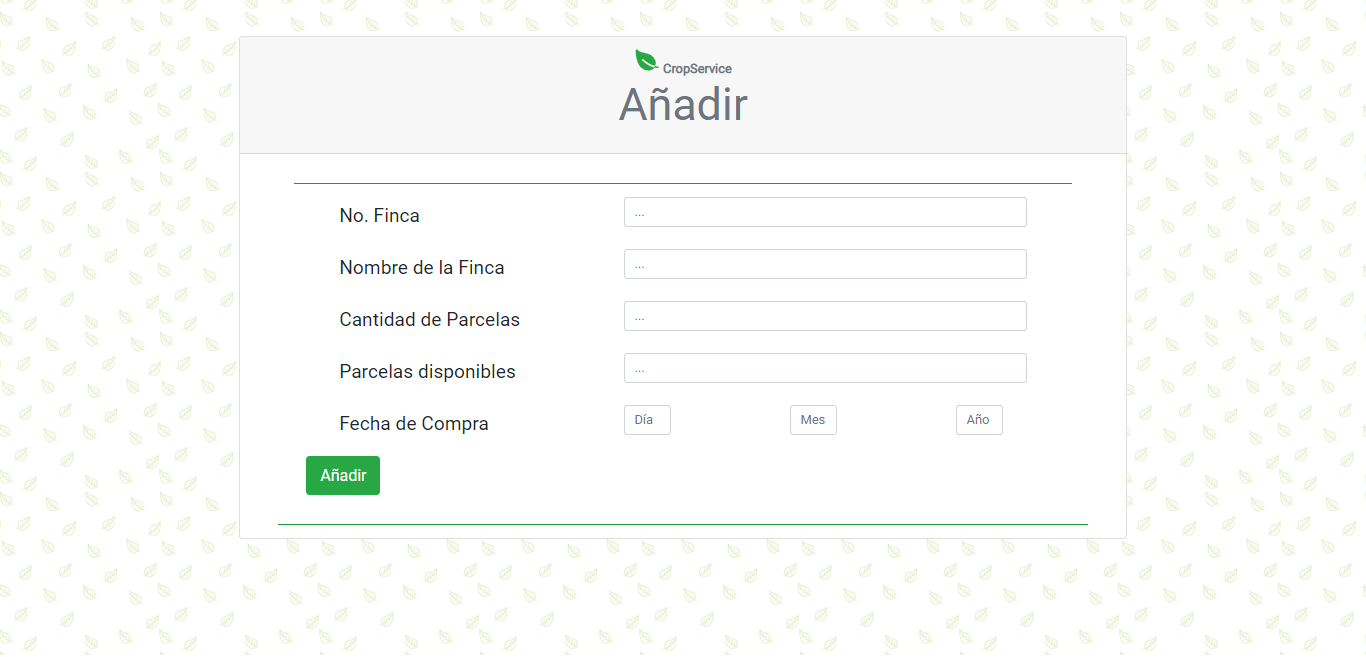 CropService
Añadir
No. Finca ...
Nombre de la Finca ...
Cantidad de Parcelas ...
Parcelas disponibles ...
Fecha de Compra Día Mes Año
Añadir